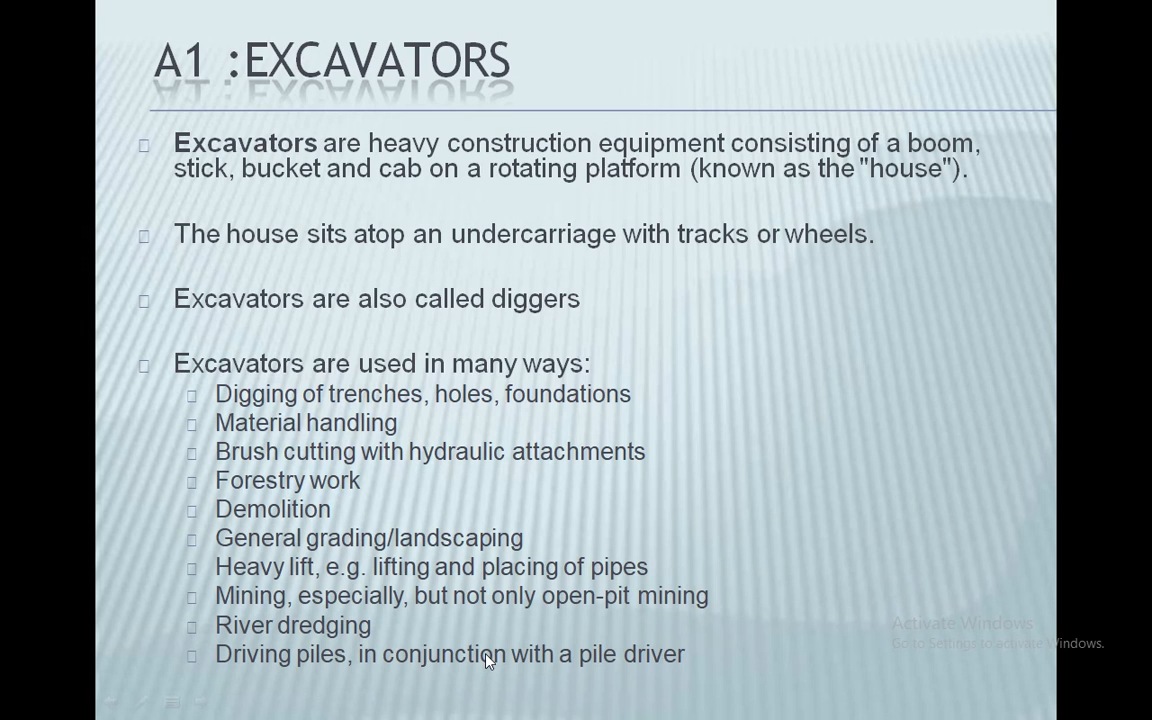 A1 :EXCAVATORS
Excavators are heavy construction equipment consisting of a boom,
stick, bucket and cab on a rotating platform (known as the "house").
The house sits atop an undercarriage with tracks or wheels.
Excavators are also called diggers
Excavators are used in many ways:
Digging of trenches, holes, foundations
Material handling
Brush cutting with hydraulic attachments
Forestry work
Demolition
General grading/landscaping
Heavy lift, e.g. lifting and placing of pipes
Mining, especially, but not only open-pit mining
River dredging
Driving piles, in conjunction with a pile driver
Activate Windows
Go to Settings to activate Windows.